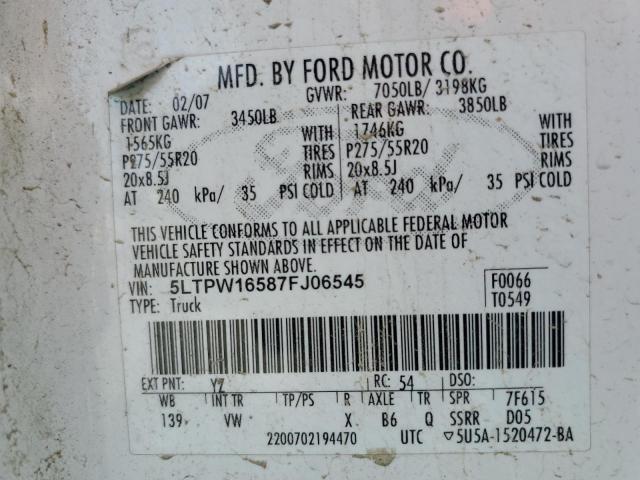 MFD. BY FORD MOTOR CO.
DATE: 02/07 GVWR: 7050LB/ 3198KG
FRONT GAWR: 3450LB REAR GAWR: 3850LB
1565KG WITH 1746KG WITH
P275/55R20 TIRES P275/55R20 TIRES
20x8.5J RIMS 20x8.5J RIMS
AT 240 kPa/ 35 PSI COLD AT 240 kPa/ 35 PSI COLD
THIS VEHICLE CONFORMS TO ALL APPLICABLE FEDERAL MOTOR
VEHICLE SAFETY STANDARDS IN EFFECT ON THE DATE OF
MANUFACTURE SHOWN ABOVE.
VIN: 5LTPW16587FJ06545 F0066
TYPE: Truck T0549
EXT PNT: YZ RC: 54 DSO:
WB INT TR TP/PS R AXLE TR SPR 7F615
139 VW X B6 Q SSRR D05
2200702194470 UTC ▽5U5A-1520472-BA